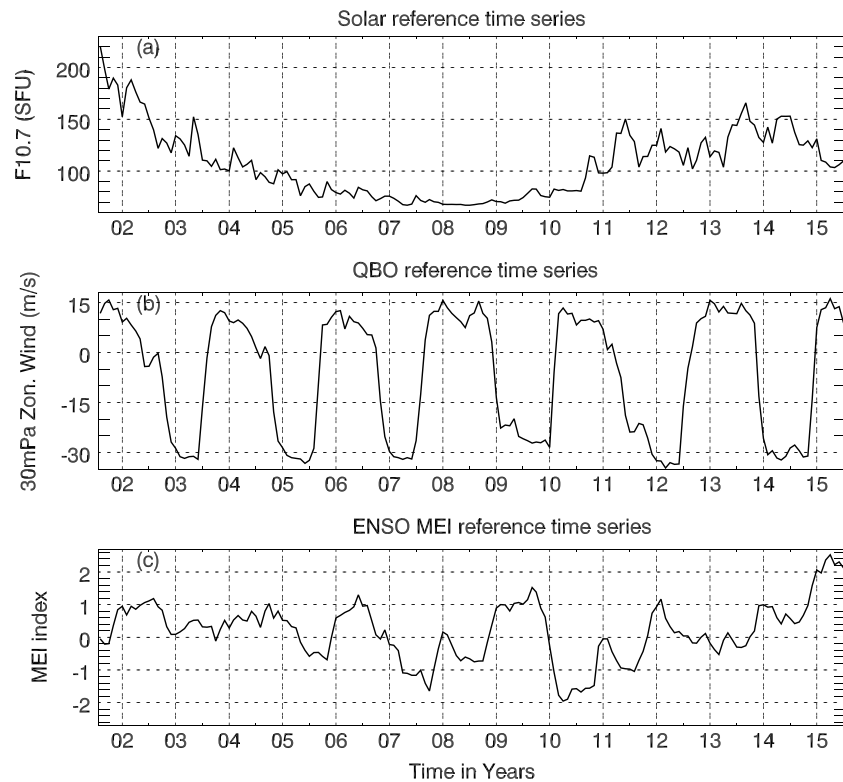 Solar reference time series
(a)
F10.7 (SFU)
200
150
100
02 03 04 05 06 07 08 09 10 11 12 13 14 15
QBO reference time series
(b)
30mPa Zon. Wind (m/s)
15
0
-15
-30
02 03 04 05 06 07 08 09 10 11 12 13 14 15
ENSO MEI reference time series
(c)
MEI index
2
1
0
-1
-2
02 03 04 05 06 07 08 09 10 11 12 13 14 15
Time in Years